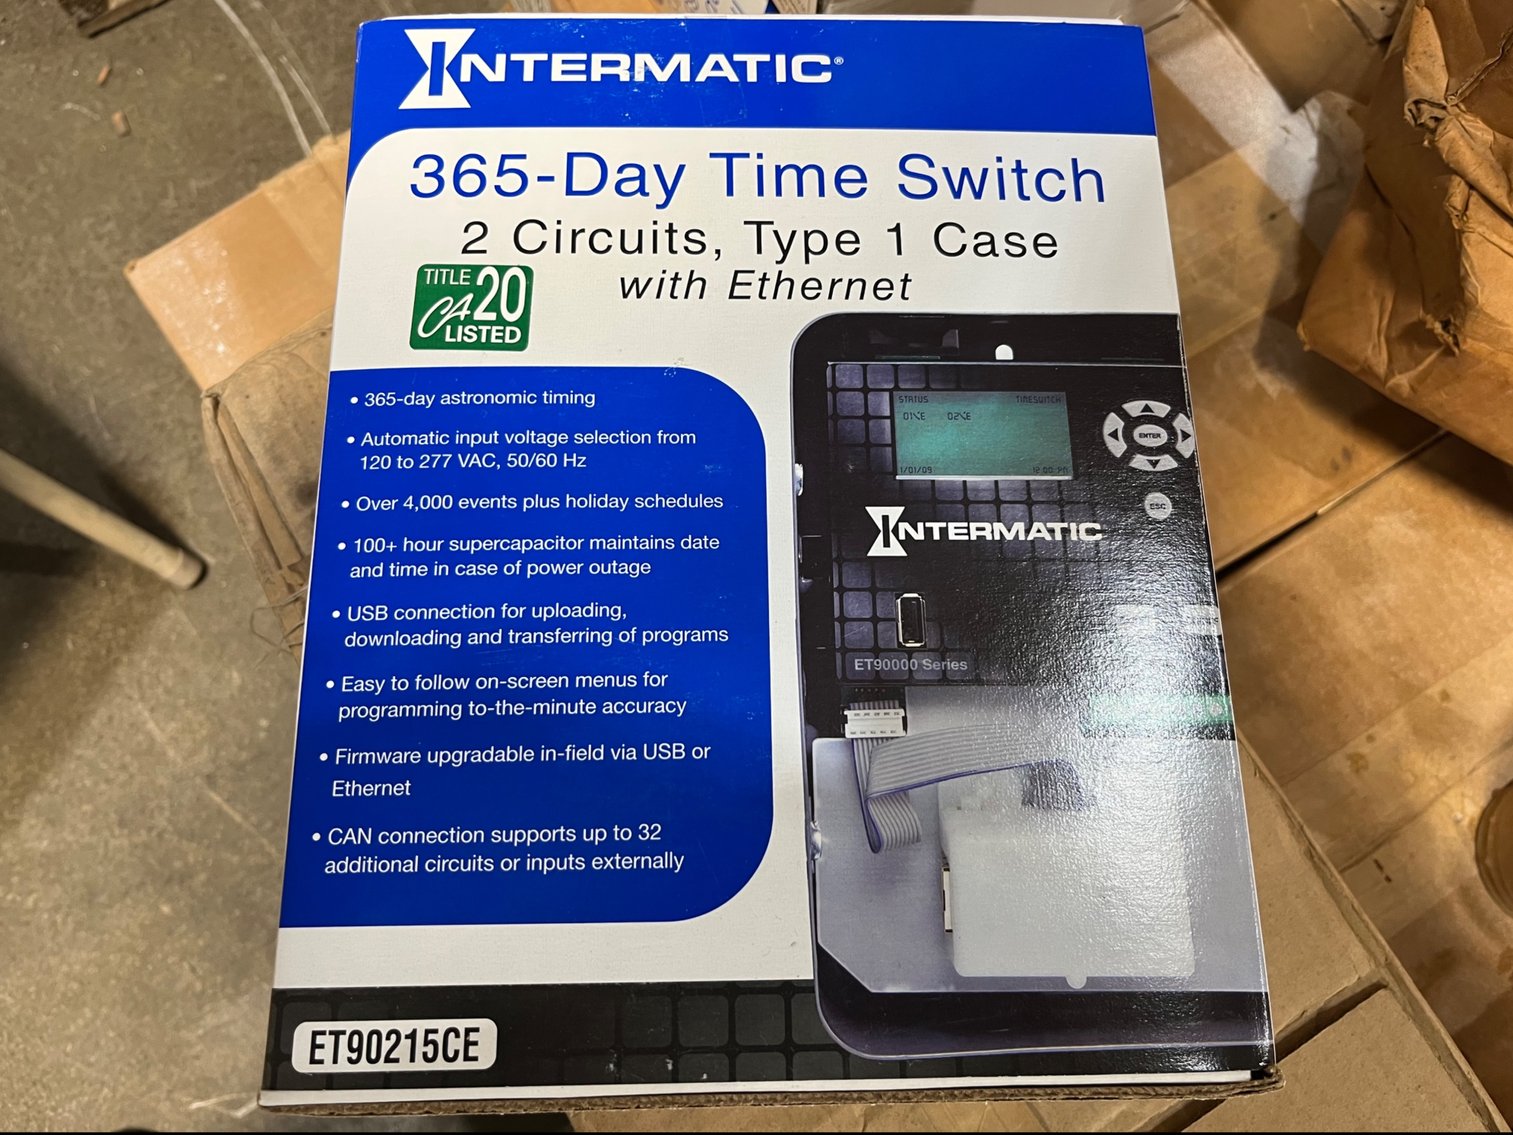 INTERMATIC®
365-Day Time Switch
2 Circuits, Type 1 Case
with Ethernet
TITLE 20
CA
LISTED
• 365-day astronomic timing
• Automatic input voltage selection from
120 to 277 VAC, 50/60 Hz
• Over 4,000 events plus holiday schedules
• 100+ hour supercapacitor maintains date
and time in case of power outage
• USB connection for uploading,
downloading and transferring of programs
• Easy to follow on-screen menus for
programming to-the-minute accuracy
• Firmware upgradable in-field via USB or
Ethernet
• CAN connection supports up to 32
additional circuits or inputs externally
STATUS TIMESWITCH
1/01/09 12:00 PM
ENTER
ESC
INTERMATIC
ET90000 Series
ET90215CE